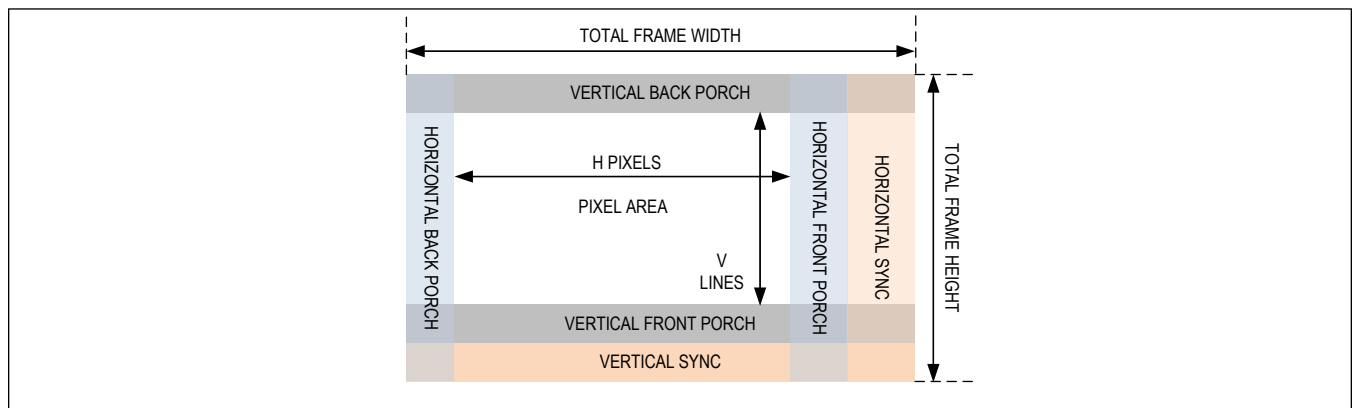 TOTAL FRAME WIDTH
VERTICAL BACK PORCH
HORIZONTAL BACK PORCH
H PIXELS
PIXEL AREA
V
LINES
HORIZONTAL FRONT PORCH
HORIZONTAL SYNC
TOTAL FRAME HEIGHT
VERTICAL FRONT PORCH
VERTICAL SYNC